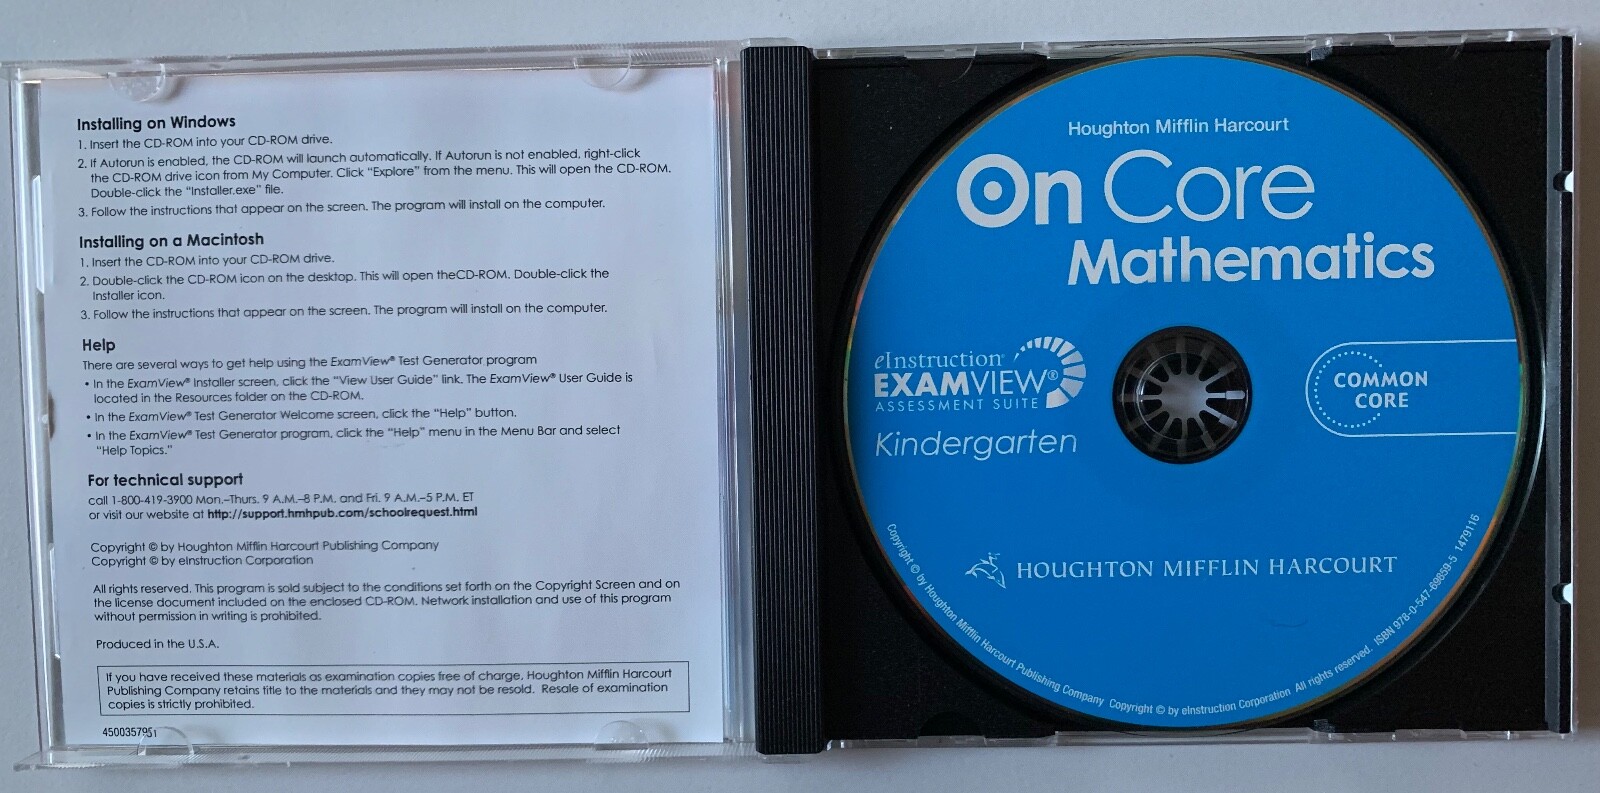 Installing on Windows
1. Insert the CD-ROM into your CD-ROM drive.
2. If Autorun is enabled, the CD-ROM will launch automatically. If Autorun is not enabled, right-click
the CD-ROM drive icon from My Computer. Click "Explore" from the menu. This will open the CD-ROM.
Double-click the "Installer.exe" file.
3. Follow the instructions that appear on the screen. The program will install on the computer.
Installing on a Macintosh
1. Insert the CD-ROM into your CD-ROM drive.
2. Double-click the CD-ROM icon on the desktop. This will open theCD-ROM. Double-click the
Installer icon.
3. Follow the instructions that appear on the screen. The program will install on the computer.
Help
There are several ways to get help using the ExamView® Test Generator program
• In the ExamView® Installer screen, click the "View User Guide" link. The ExamView® User Guide is
located in the Resources folder on the CD-ROM.
• In the ExamView® Test Generator Welcome screen, click the "Help" button.
• In the ExamView® Test Generator program, click the "Help" menu in the Menu Bar and select
"Help Topics."
For technical support
call 1-800-419-3900 Mon.–Thurs. 9 A.M.–8 P.M. and Fri. 9 A.M.–5 P.M. ET
or visit our website at http://support.hmhpub.com/schoolrequest.html
Copyright © by Houghton Mifflin Harcourt Publishing Company
Copyright © by eInstruction Corporation
All rights reserved. This program is sold subject to the conditions set forth on the Copyright Screen and on
the license document included on the enclosed CD-ROM. Network installation and use of this program
without permission in writing is prohibited.
Produced in the U.S.A.
If you have received these materials as examination copies free of charge, Houghton Mifflin Harcourt
Publishing Company retains title to the materials and they may not be resold. Resale of examination
copies is strictly prohibited.
4500357951
Houghton Mifflin Harcourt
On Core
Mathematics
eInstruction®
EXAMVIEW®
ASSESSMENT SUITE
Kindergarten
COMMON
CORE
HOUGHTON MIFFLIN HARCOURT
Copyright © by Houghton Mifflin Harcourt Publishing Company Copyright © by eInstruction Corporation All rights reserved. ISBN 978-0-547-69659-5 1479116